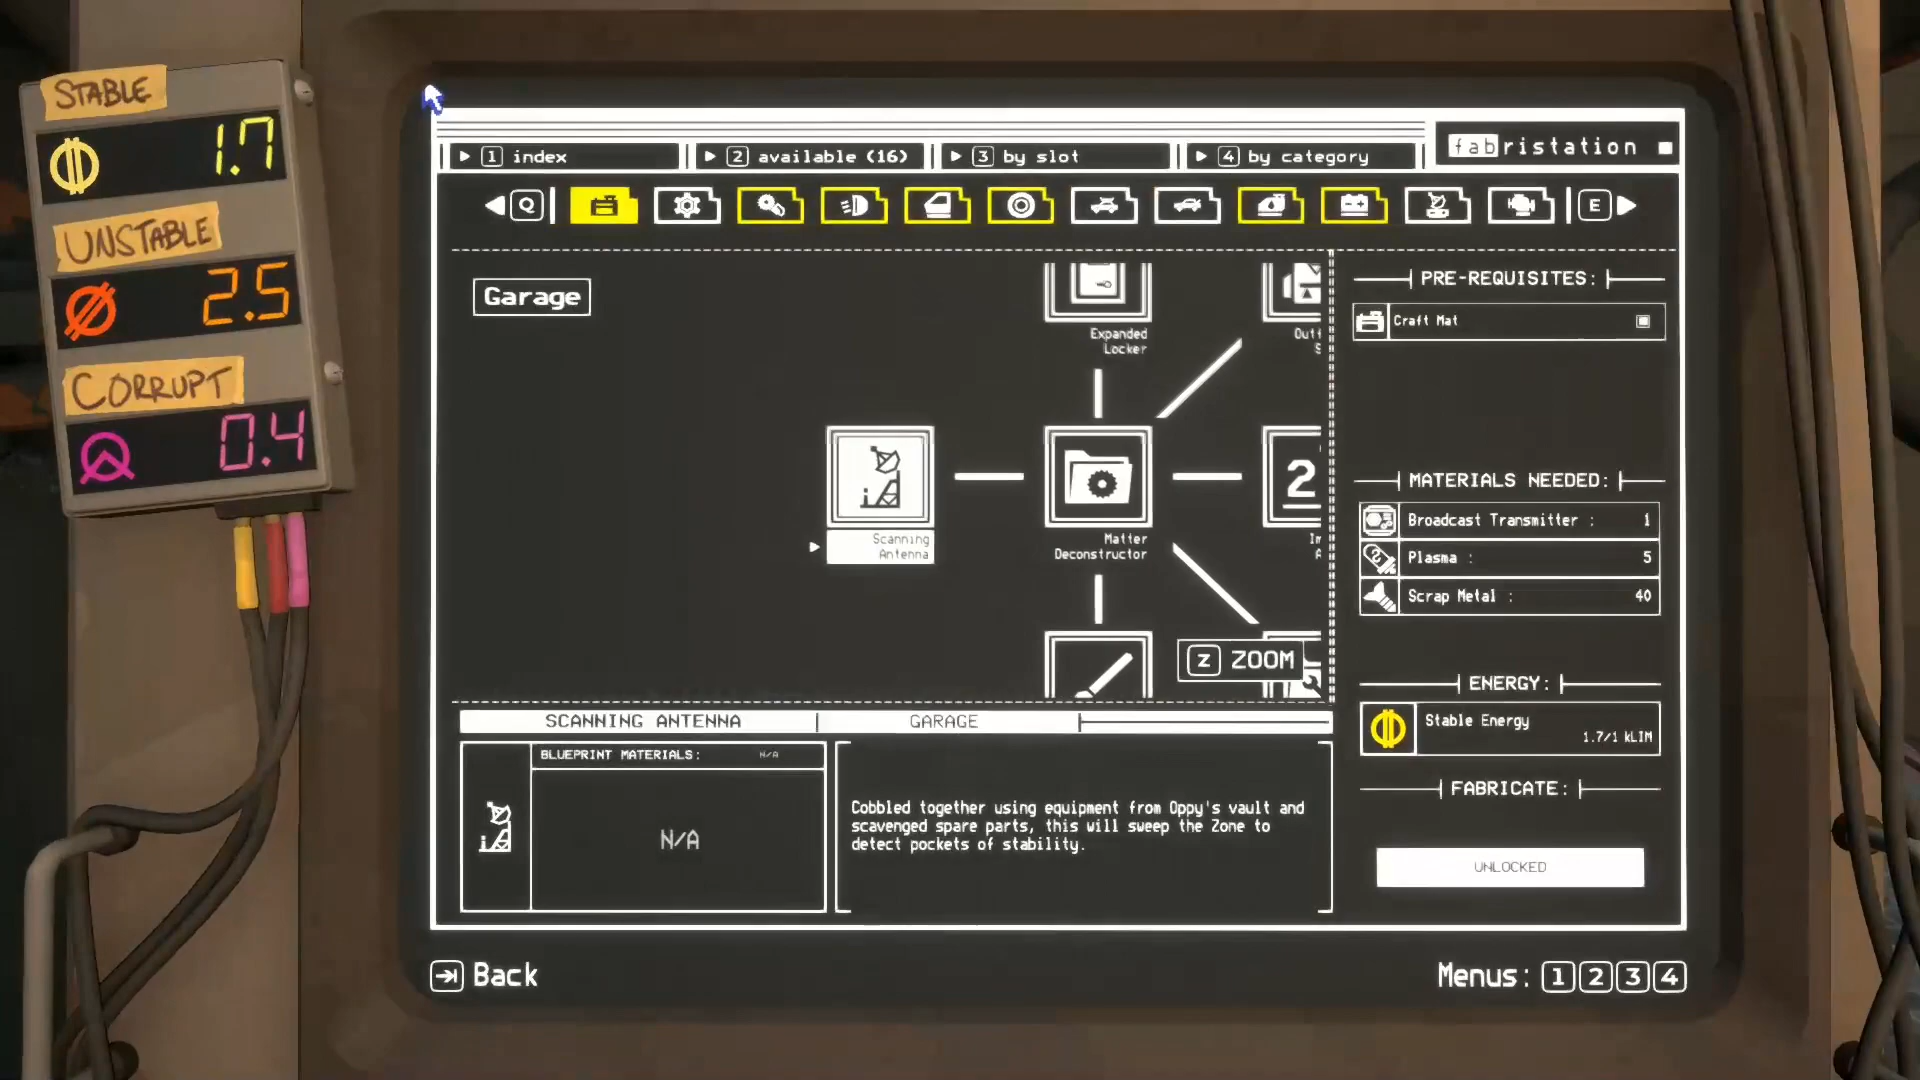 STABLE
1.7
UNSTABLE
2.5
CORRUPT
0.4
1 index
2 available (16)
3 by slot
4 by category
fabristation
Q
E
Garage
Expanded
Locker
Scanning
Antenna
Matter
Deconstructor
2
Z ZOOM
PRE-REQUISITES:
Craft Mat
MATERIALS NEEDED:
Broadcast Transmitter : 1
Plasma : 5
Scrap Metal : 40
ENERGY:
Stable Energy
1.7/1 kLIM
FABRICATE:
UNLOCKED
SCANNING ANTENNA
GARAGE
BLUEPRINT MATERIALS: N/A
N/A
Cobbled together using equipment from Oppy's vault and
scavenged spare parts, this will sweep the Zone to
detect pockets of stability.
Back
Menus: 1 2 3 4